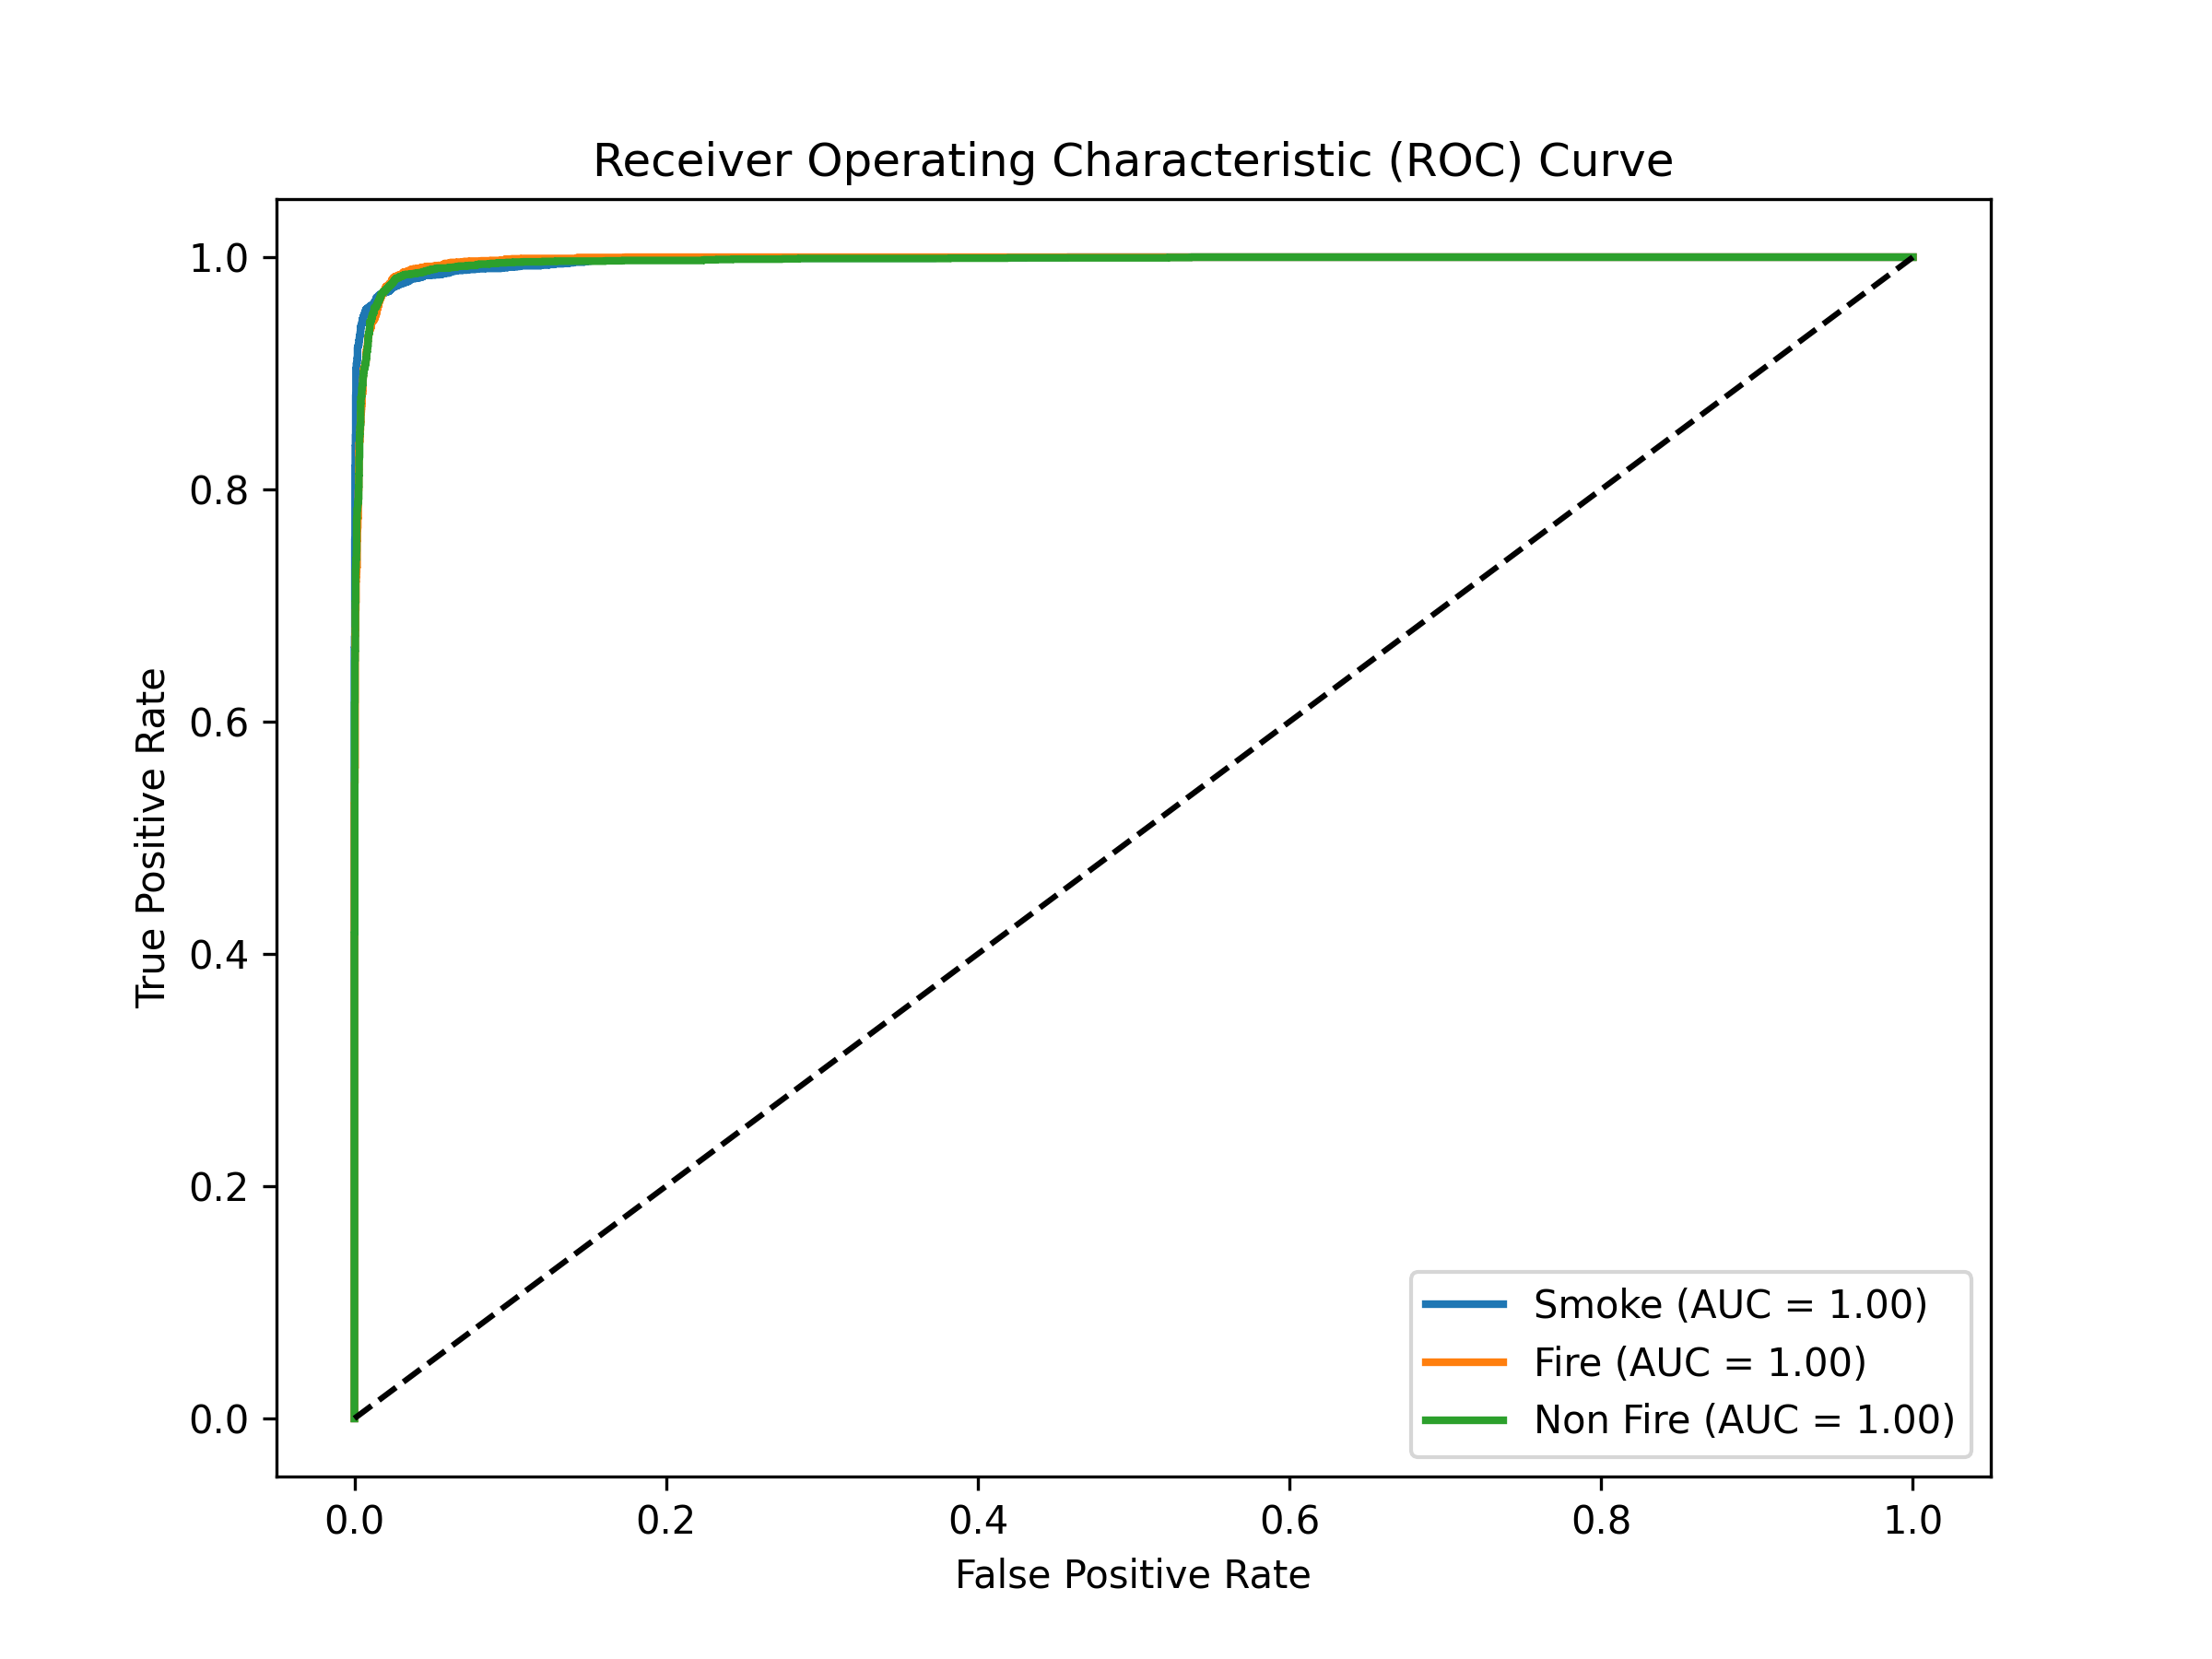 Receiver Operating Characteristic (ROC) Curve
True Positive Rate
1.0
0.8
0.6
0.4
0.2
0.0
Smoke (AUC = 1.00)
Fire (AUC = 1.00)
Non Fire (AUC = 1.00)
0.0 0.2 0.4 0.6 0.8 1.0
False Positive Rate